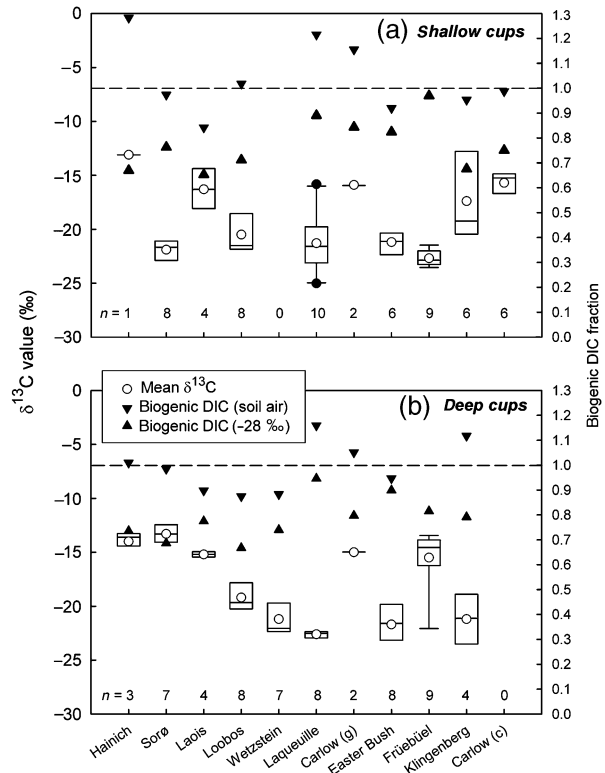 (a) Shallow cups
0
−5
−10
−15
−20
−25
−30
1.3
1.2
1.1
1.0
0.9
0.8
0.7
0.6
0.5
0.4
0.3
0.2
0.1
0.0
n = 1 8 4 8 0 10 2 6 9 6 6
δ13C value (‰)
Biogenic DIC fraction
Mean δ13C
Biogenic DIC (soil air)
Biogenic DIC (−28 ‰)
(b) Deep cups
0
−5
−10
−15
−20
−25
−30
1.3
1.2
1.1
1.0
0.9
0.8
0.7
0.6
0.5
0.4
0.3
0.2
0.1
0.0
n = 3 7 4 8 7 8 2 8 9 4 0
Hainich
Sorø
Laois
Loobos
Wetzstein
Laqueuille
Carlow (g)
Easter Bush
Früebüel
Klingenberg
Carlow (c)